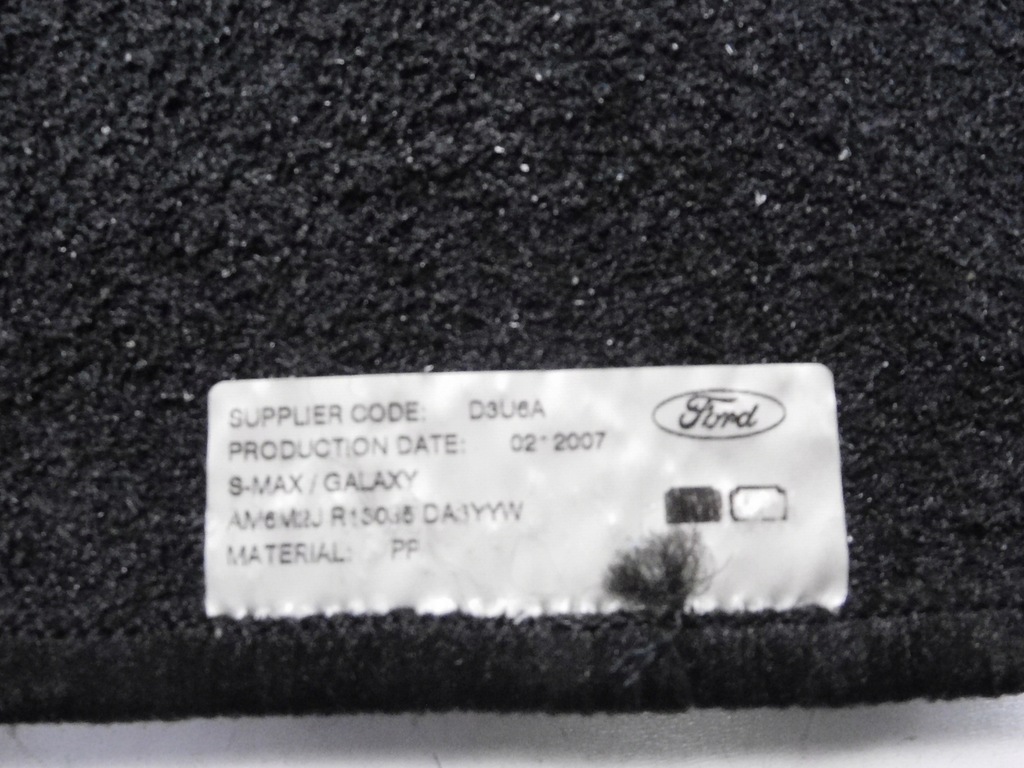 SUPPLIER CODE: D3U6A
Ford
PRODUCTION DATE: 02*2007
S-MAX / GALAXY
MATERIAL: PP